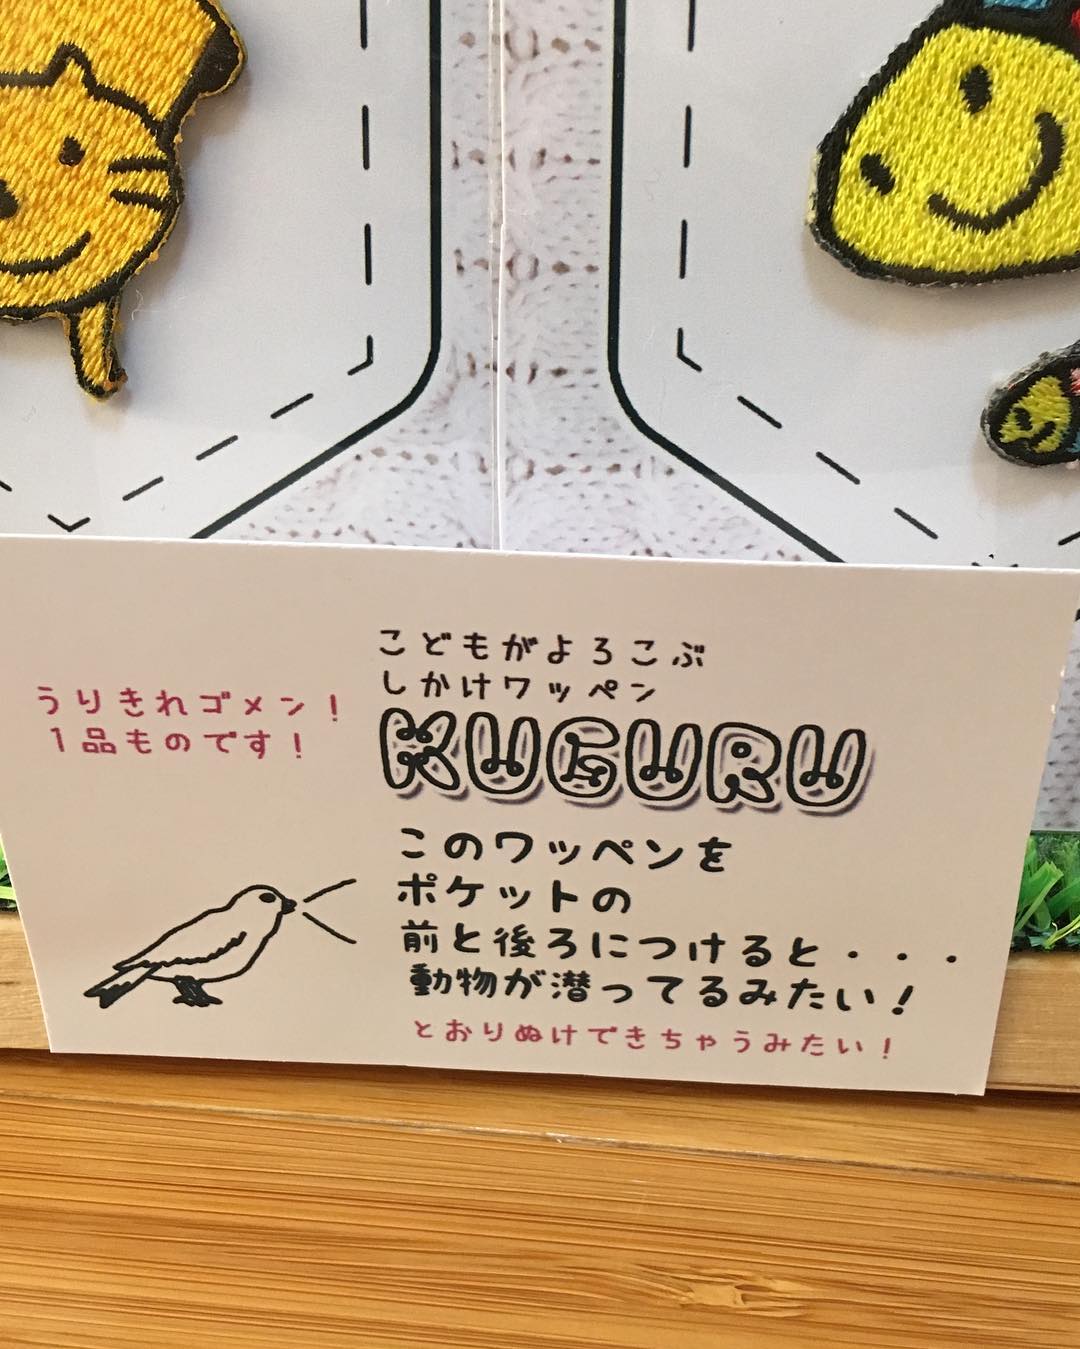 こどもがよろこぶ
しかけワッペン
KUGURU
うりきれゴメン！
1品ものです！
このワッペンを
ポケットの
前と後ろにつけると・・・
動物が潜ってるみたい！
とおりぬけできちゃうみたい！